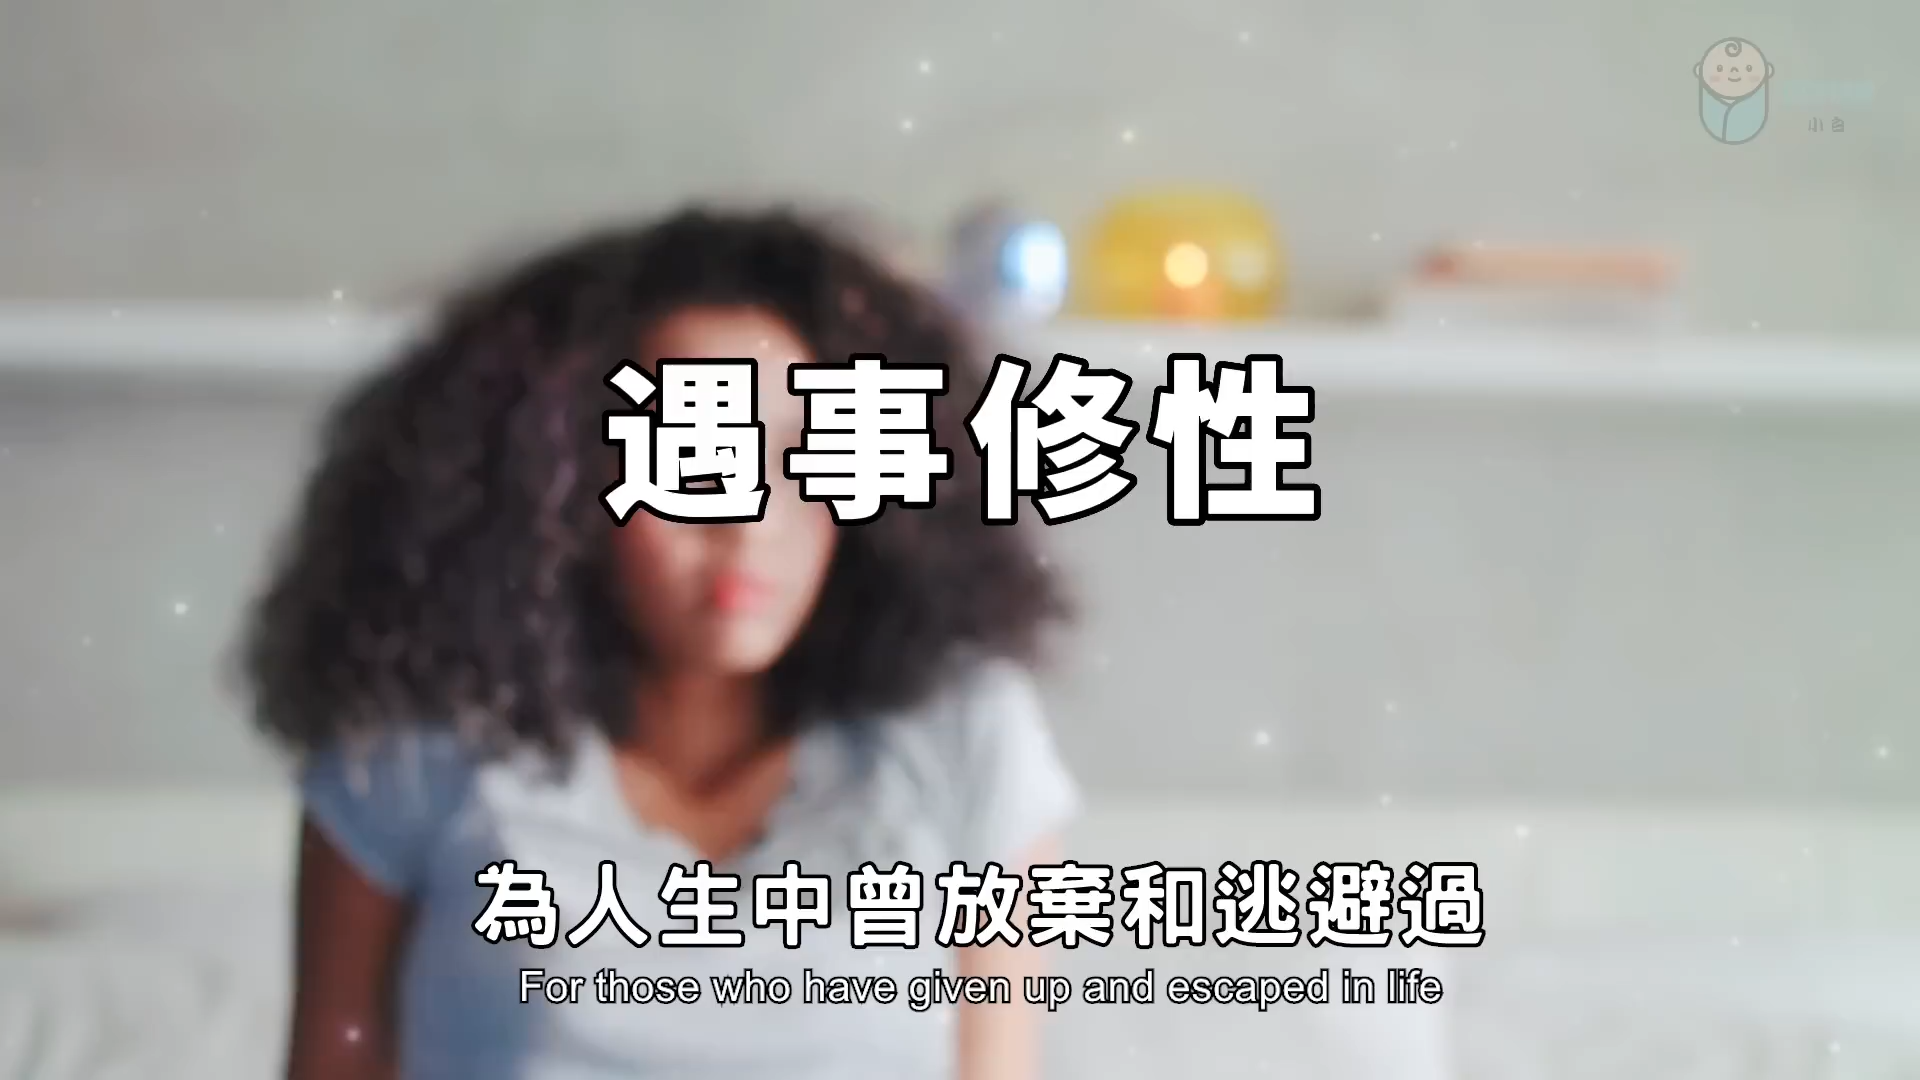 小白
遇事修性
為人生中曾放棄和逃避過
For those who have given up and escaped in life